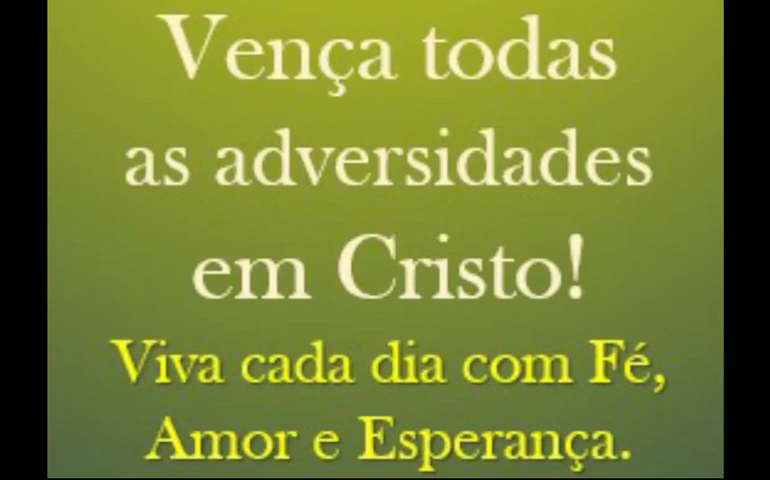 Vença todas
as adversidades
em Cristo!
Viva cada dia com Fé,
Amor e Esperança.